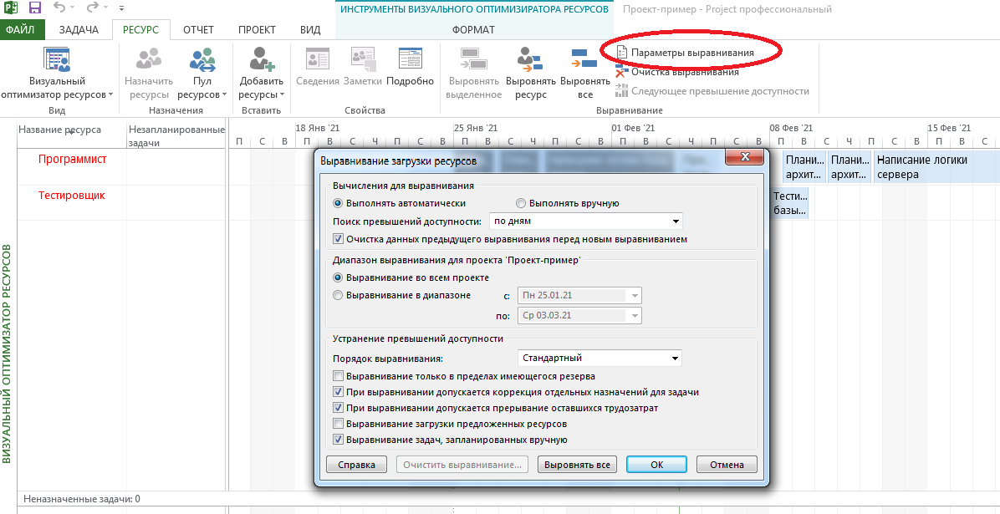 ИНСТРУМЕНТЫ ВИЗУАЛЬНОГО ОПТИМИЗАТОРА РЕСУРСОВ
Проект-пример - Project профессиональный
ФАЙЛ ЗАДАЧА РЕСУРС ОТЧЕТ ПРОЕКТ ВИД ФОРМАТ
Визуальный
оптимизатор ресурсов
Вид
Назначить
ресурсы
Пул
ресурсов
Назначения
Добавить
ресурсы
Вставить
Сведения
Заметки
Подробно
Свойства
Выровнять
выделенное
Выровнять
ресурс
Выровнять
все
Параметры выравнивания
Очистка выравнивания
Следующее превышение доступности
Выравнивание
Название ресурса
Незапланированные
задачи
18 Янв '21 25 Янв '21 01 Фев '21 08 Фев '21 15 Фев '21
П С В П В С Ч П С В П В С Ч П С В П В С Ч П С В П В С Ч П С В П В С
Программист
Тестировщик
Плани...
архит...
Плани...
архит...
Написание логики
сервера
Тести...
базы...
ВИЗУАЛЬНЫЙ ОПТИМИЗАТОР РЕСУРСОВ
Выравнивание загрузки ресурсов
Вычисления для выравнивания
Выполнять автоматически Выполнять вручную
Поиск превышений доступности: по дням
Очистка данных предыдущего выравнивания перед новым выравниванием
Диапазон выравнивания для проекта 'Проект-пример'
Выравнивание во всем проекте
Выравнивание в диапазоне с: Пн 25.01.21
по: Ср 03.03.21
Устранение превышений доступности
Порядок выравнивания: Стандартный
Выравнивание только в пределах имеющегося резерва
При выравнивании допускается коррекция отдельных назначений для задачи
При выравнивании допускается прерывание оставшихся трудозатрат
Выравнивание загрузки предложенных ресурсов
Выравнивание задач, запланированных вручную
Справка Очистить выравнивание... Выровнять все ОК Отмена
Неназначенные задачи: 0